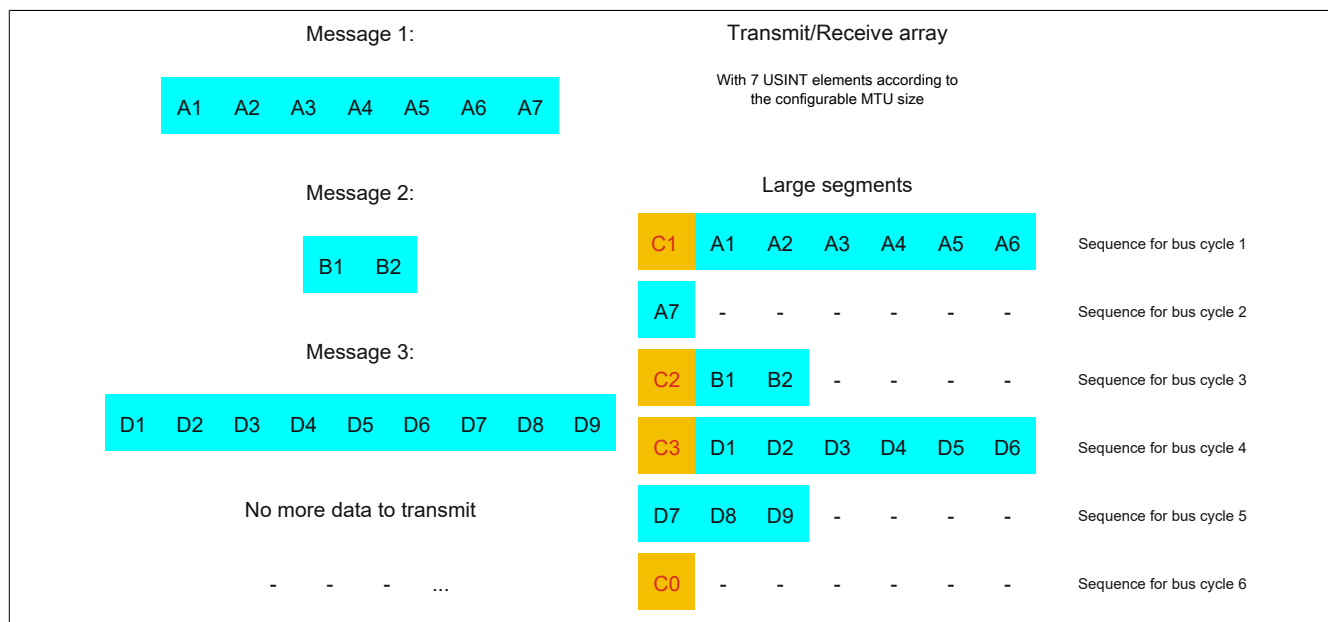 Message 1:
A1 A2 A3 A4 A5 A6 A7
Message 2:
B1 B2
Message 3:
D1 D2 D3 D4 D5 D6 D7 D8 D9
No more data to transmit
- - - ...
Transmit/Receive array
With 7 USINT elements according to
the configurable MTU size
Large segments
C1 A1 A2 A3 A4 A5 A6 Sequence for bus cycle 1
A7 - - - - - - Sequence for bus cycle 2
C2 B1 B2 - - - - Sequence for bus cycle 3
C3 D1 D2 D3 D4 D5 D6 Sequence for bus cycle 4
D7 D8 D9 - - - - Sequence for bus cycle 5
C0 - - - - - - Sequence for bus cycle 6